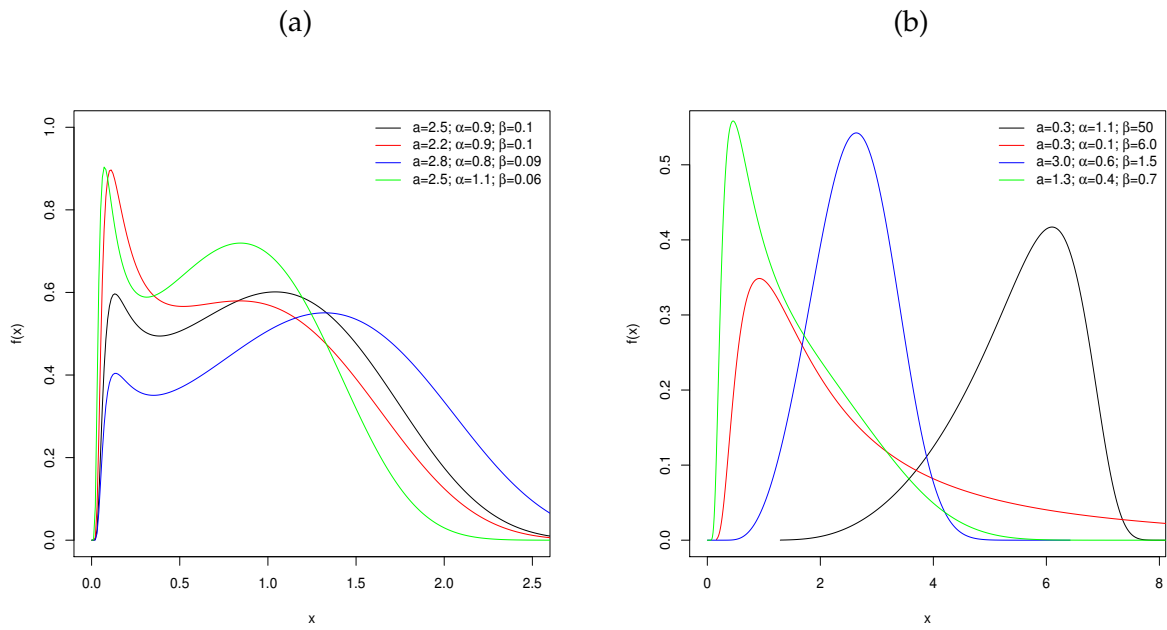 (a)
a=2.5; α=0.9; β=0.1
a=2.2; α=0.9; β=0.1
a=2.8; α=0.8; β=0.09
a=2.5; α=1.1; β=0.06
f(x)
1.0
0.8
0.6
0.4
0.2
0.0
0.0 0.5 1.0 1.5 2.0 2.5
x
(b)
a=0.3; α=1.1; β=50
a=0.3; α=0.1; β=6.0
a=3.0; α=0.6; β=1.5
a=1.3; α=0.4; β=0.7
f(x)
0.5
0.4
0.3
0.2
0.1
0.0
0 2 4 6 8
x